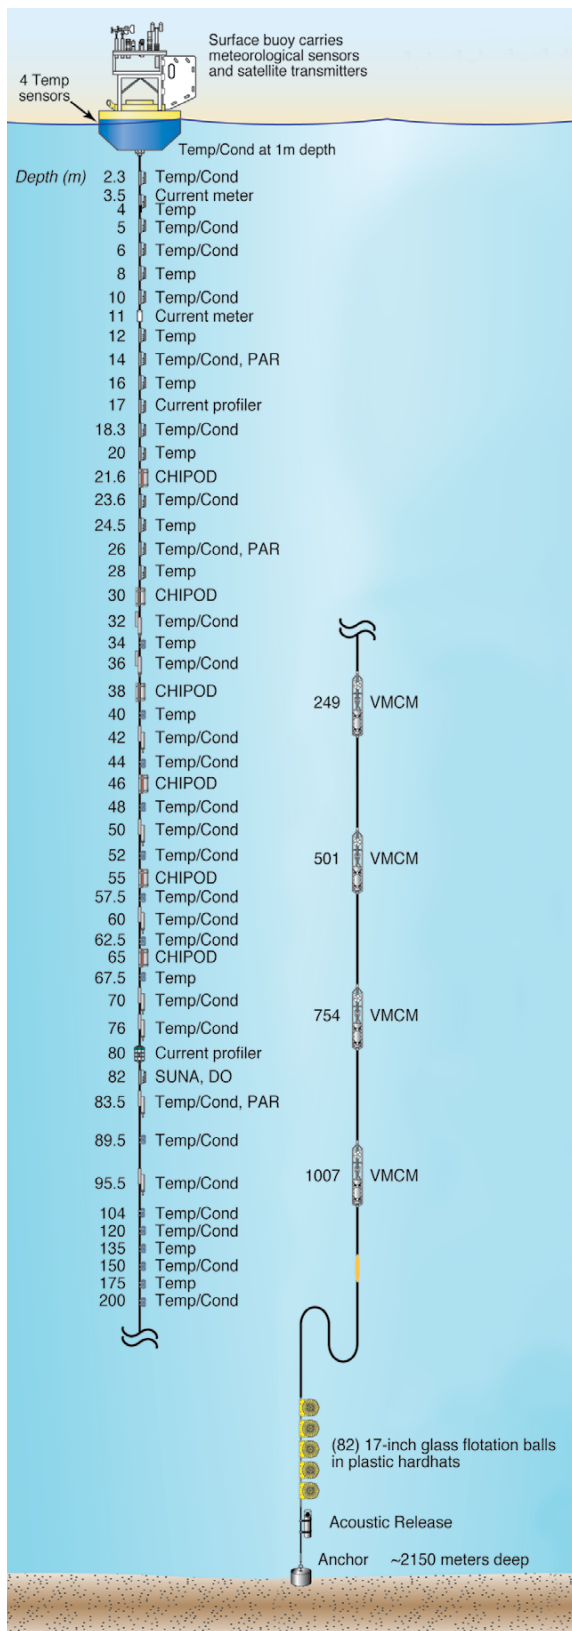 Surface buoy carries
meteorological sensors
and satellite transmitters
4 Temp
sensors
Temp/Cond at 1m depth
Depth (m) 2.3 Temp/Cond
3.5 Current meter
4 Temp
5 Temp/Cond
6 Temp/Cond
8 Temp
10 Temp/Cond
11 Current meter
12 Temp
14 Temp/Cond, PAR
16 Temp
17 Current profiler
18.3 Temp/Cond
20 Temp
21.6 CHIPOD
23.6 Temp/Cond
24.5 Temp
26 Temp/Cond, PAR
28 Temp
30 CHIPOD
32 Temp/Cond
34 Temp
36 Temp/Cond
38 CHIPOD
40 Temp
42 Temp/Cond
44 Temp/Cond
46 CHIPOD
48 Temp/Cond
50 Temp/Cond
52 Temp/Cond
55 CHIPOD
57.5 Temp/Cond
60 Temp/Cond
62.5 Temp/Cond
65 CHIPOD
67.5 Temp
70 Temp/Cond
76 Temp/Cond
80 Current profiler
82 SUNA, DO
83.5 Temp/Cond, PAR
89.5 Temp/Cond
95.5 Temp/Cond
104 Temp/Cond
120 Temp/Cond
135 Temp
150 Temp/Cond
175 Temp
200 Temp/Cond
249 VMCM
501 VMCM
754 VMCM
1007 VMCM
(82) 17-inch glass flotation balls
in plastic hardhats
Acoustic Release
Anchor ~2150 meters deep